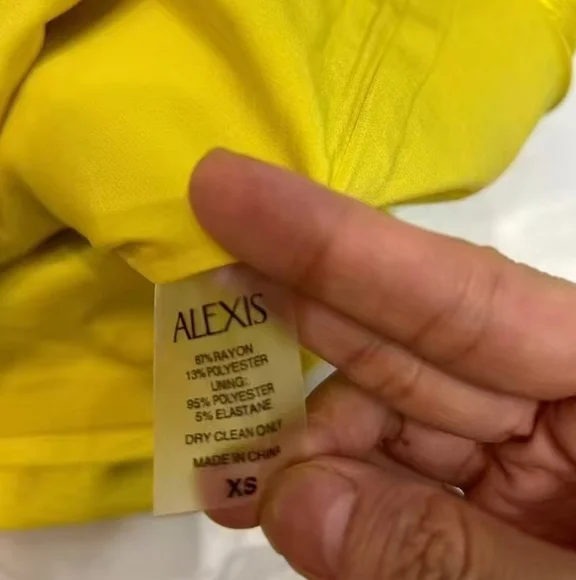 ALEXIS
87% RAYON
13% POLYESTER
LINING:
95% POLYESTER
5% ELASTANE
DRY CLEAN ONLY
MADE IN CHINA
XS